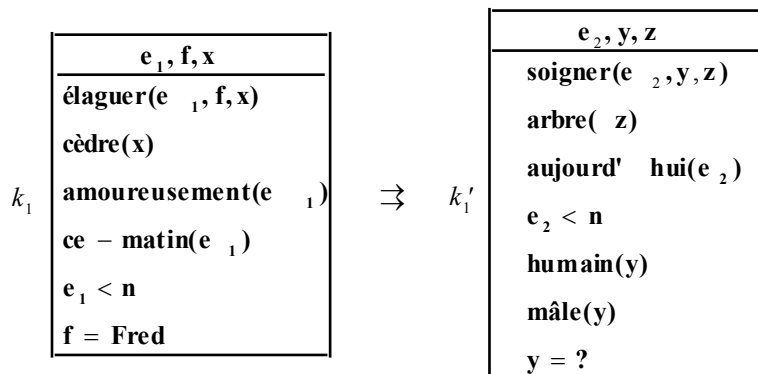 e₁, f, x
élaguer(e₁, f, x)
cèdre(x)
k₁ amoureusement(e₁)
ce – matin(e₁)
e₁ < n
f = Fred
⇉
e₂, y, z
soigner(e₂, y, z)
arbre(z)
aujourd' hui(e₂)
k₁′ e₂ < n
humain(y)
mâle(y)
y = ?